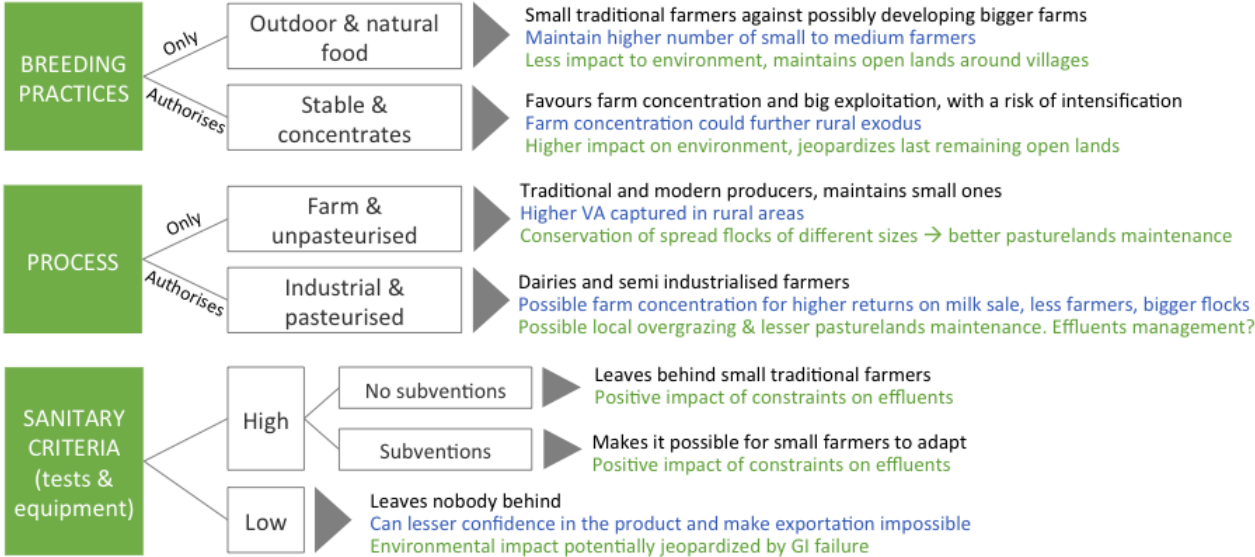 BREEDING
PRACTICES
Only
Authorises
Outdoor & natural
food
Small traditional farmers against possibly developing bigger farms
Maintain higher number of small to medium farmers
Less impact to environment, maintains open lands around villages
Stable &
concentrates
Favours farm concentration and big exploitation, with a risk of intensification
Farm concentration could further rural exodus
Higher impact on environment, jeopardizes last remaining open lands
PROCESS
Only
Authorises
Farm &
unpasteurised
Traditional and modern producers, maintains small ones
Higher VA captured in rural areas
Conservation of spread flocks of different sizes → better pasturelands maintenance
Industrial &
pasteurised
Dairies and semi industrialised farmers
Possible farm concentration for higher returns on milk sale, less farmers, bigger flocks
Possible local overgrazing & lesser pasturelands maintenance. Effluents management?
SANITARY
CRITERIA
(tests &
equipment)
High
No subventions
Leaves behind small traditional farmers
Positive impact of constraints on effluents
Subventions
Makes it possible for small farmers to adapt
Positive impact of constraints on effluents
Low
Leaves nobody behind
Can lesser confidence in the product and make exportation impossible
Environmental impact potentially jeopardized by GI failure